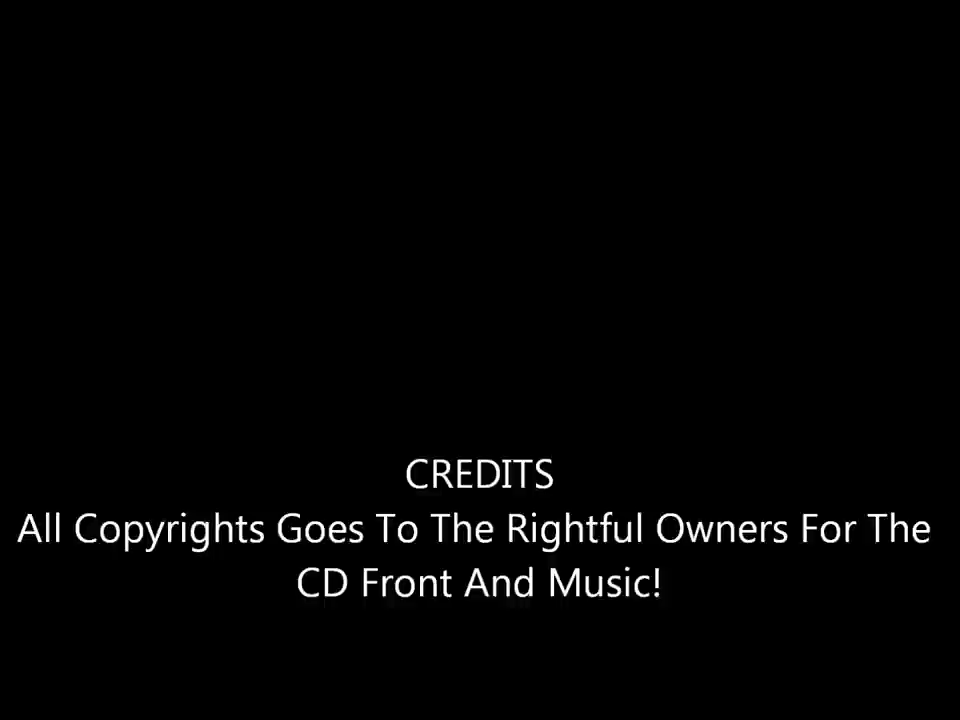 CREDITS
All Copyrights Goes To The Rightful Owners For The
CD Front And Music!